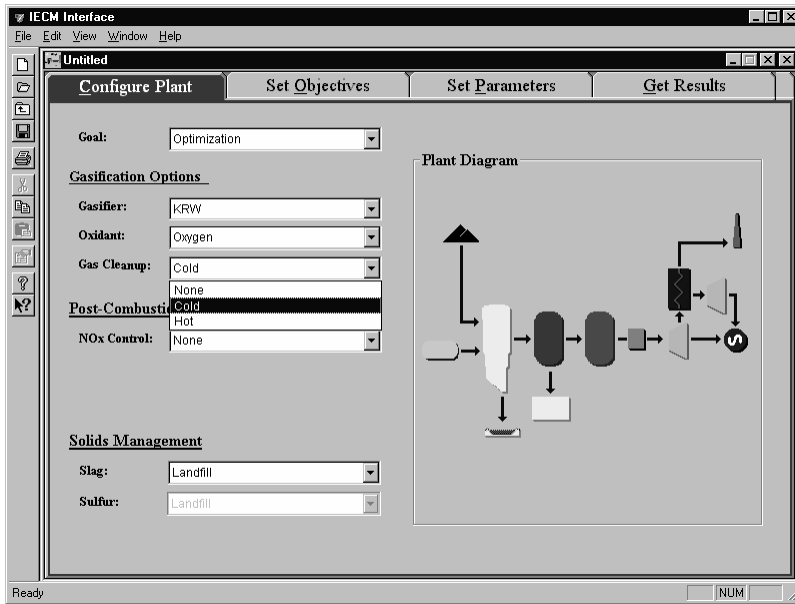 IECM Interface
File Edit View Window Help
Untitled
Configure Plant Set Objectives Set Parameters Get Results
Goal: Optimization
Plant Diagram
Gasification Options
Gasifier: KRW
Oxidant: Oxygen
Gas Cleanup: Cold
None
Cold
Hot
Post-Combusti
NOx Control: None
Solids Management
Slag: Landfill
Sulfur: Landfill
Ready NUM